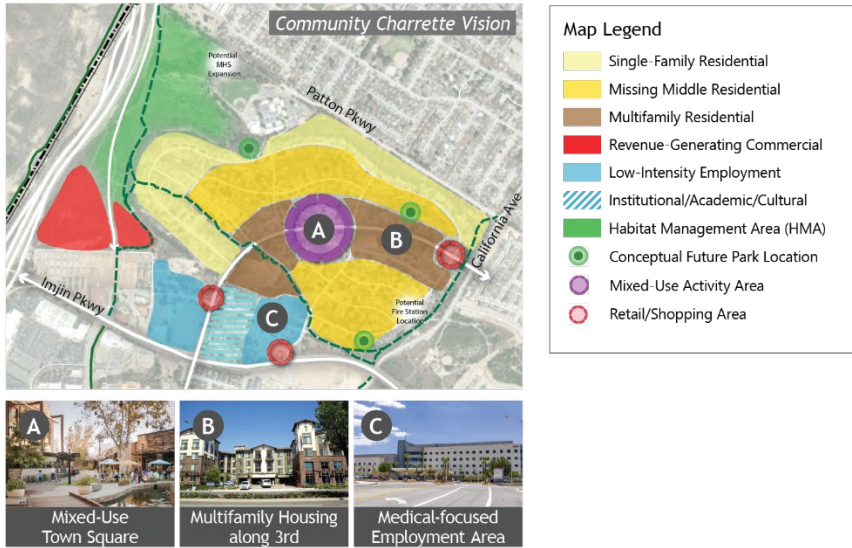 Community Charrette Vision
Potential
MHS
Expansion
Patton Pkwy
California Ave
Imjin Pkwy
A
B
C
Potential
Fire Station
Location
A
Mixed-Use
Town Square
B
Multifamily Housing
along 3rd
C
Medical-focused
Employment Area
Map Legend
Single-Family Residential
Missing Middle Residential
Multifamily Residential
Revenue-Generating Commercial
Low-Intensity Employment
Institutional/Academic/Cultural
Habitat Management Area (HMA)
Conceptual Future Park Location
Mixed-Use Activity Area
Retail/Shopping Area